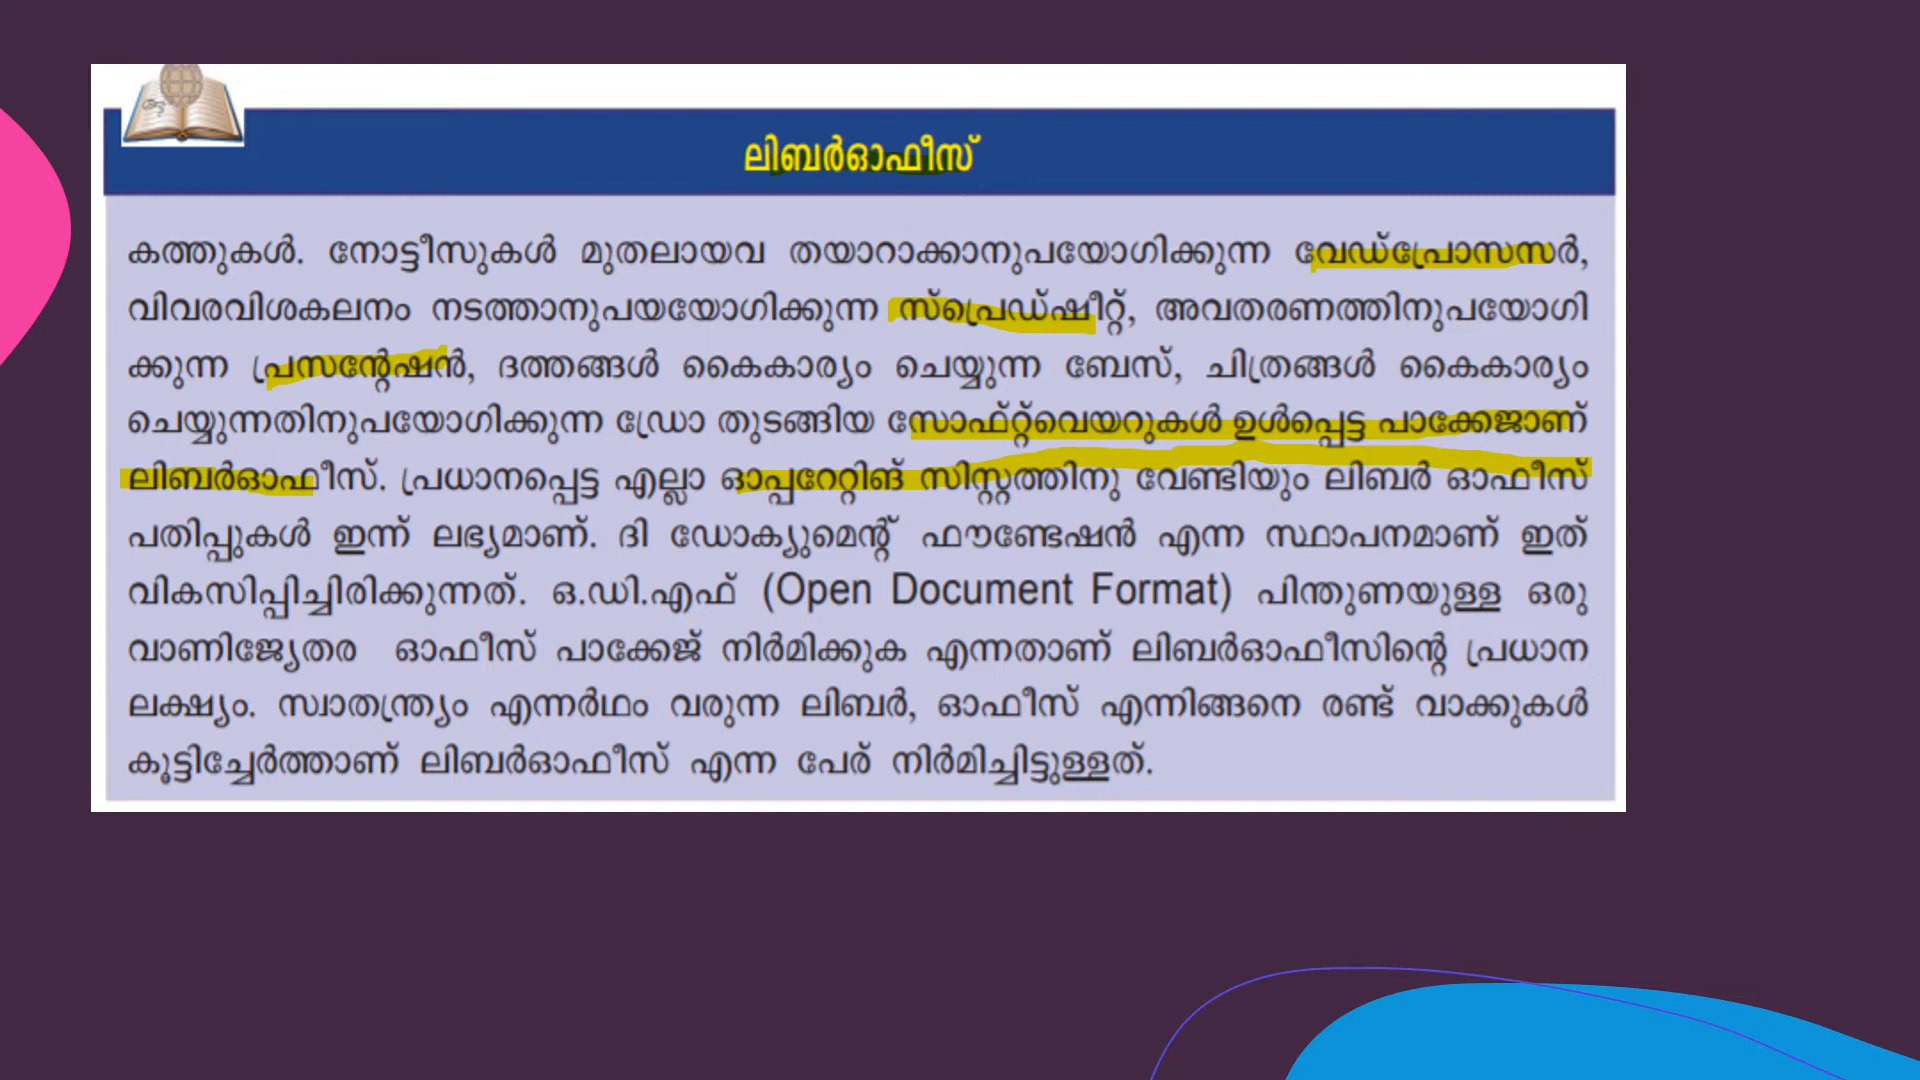 ലിബർഓഫീസ്
കത്തുകൾ. നോട്ടീസുകൾ മുതലായവ തയാറാക്കാനുപയോഗിക്കുന്ന വേഡ്പ്രോസസർ,
വിവരവിശകലനം നടത്താനുപയയോഗിക്കുന്ന സ്പ്രെഡ്ഷീറ്റ്, അവതരണത്തിനുപയോഗി
ക്കുന്ന പ്രസന്റേഷൻ, ദത്തങ്ങൾ കൈകാര്യം ചെയ്യുന്ന ബേസ്, ചിത്രങ്ങൾ കൈകാര്യം
ചെയ്യുന്നതിനുപയോഗിക്കുന്ന ഡ്രോ തുടങ്ങിയ സോഫ്റ്റ്‌വെയറുകൾ ഉൾപ്പെട്ട പാക്കേജാണ്
ലിബർഓഫീസ്. പ്രധാനപ്പെട്ട എല്ലാ ഓപ്പറേറ്റിങ് സിസ്റ്റത്തിനു വേണ്ടിയും ലിബർ ഓഫീസ്
പതിപ്പുകൾ ഇന്ന് ലഭ്യമാണ്. ദി ഡോക്യുമെന്റ് ഫൗണ്ടേഷൻ എന്ന സ്ഥാപനമാണ് ഇത്
വികസിപ്പിച്ചിരിക്കുന്നത്. ഒ.ഡി.എഫ് (Open Document Format) പിന്തുണയുള്ള ഒരു
വാണിജ്യേതര ഓഫീസ് പാക്കേജ് നിർമിക്കുക എന്നതാണ് ലിബർഓഫീസിന്റെ പ്രധാന
ലക്ഷ്യം. സ്വാതന്ത്ര്യം എന്നർഥം വരുന്ന ലിബർ, ഓഫീസ് എന്നിങ്ങനെ രണ്ട് വാക്കുകൾ
കൂട്ടിച്ചേർത്താണ് ലിബർഓഫീസ് എന്ന പേര് നിർമിച്ചിട്ടുള്ളത്.